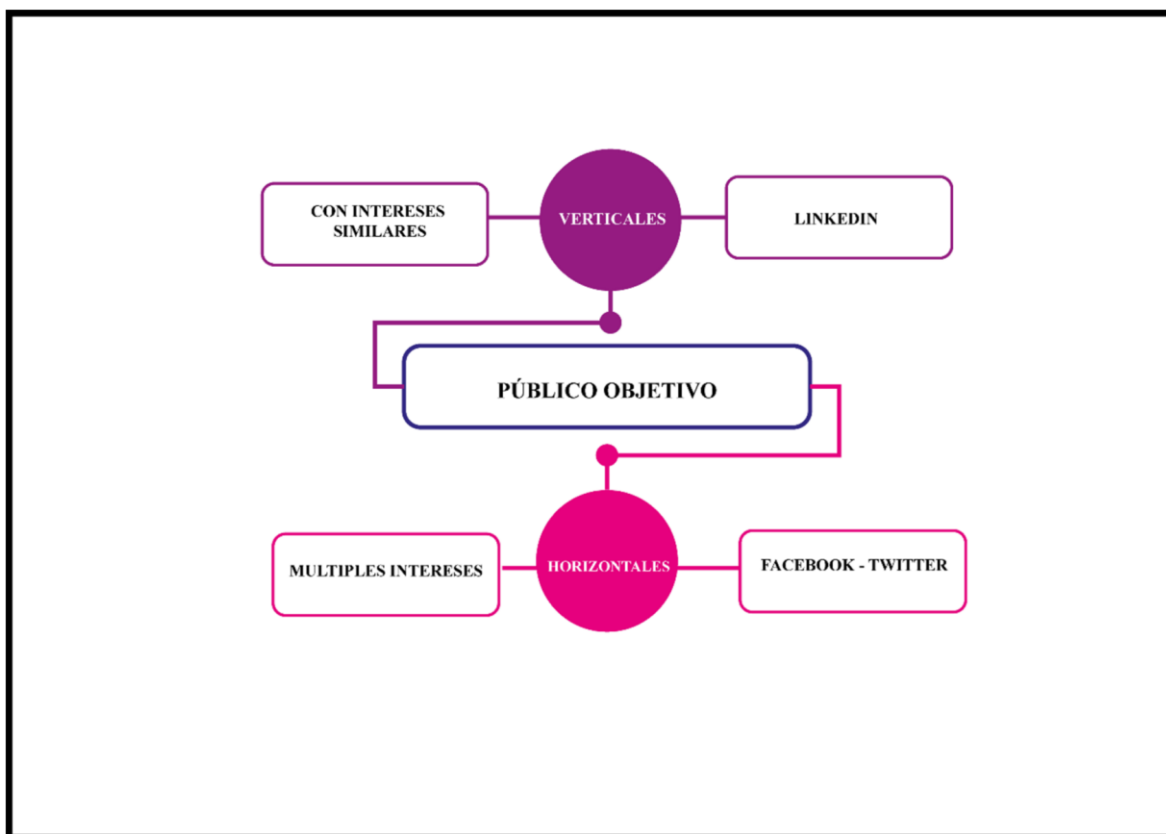 CON INTERESES
SIMILARES
VERTICALES
LINKEDIN
PÚBLICO OBJETIVO
MULTIPLES INTERESES
HORIZONTALES
FACEBOOK - TWITTER